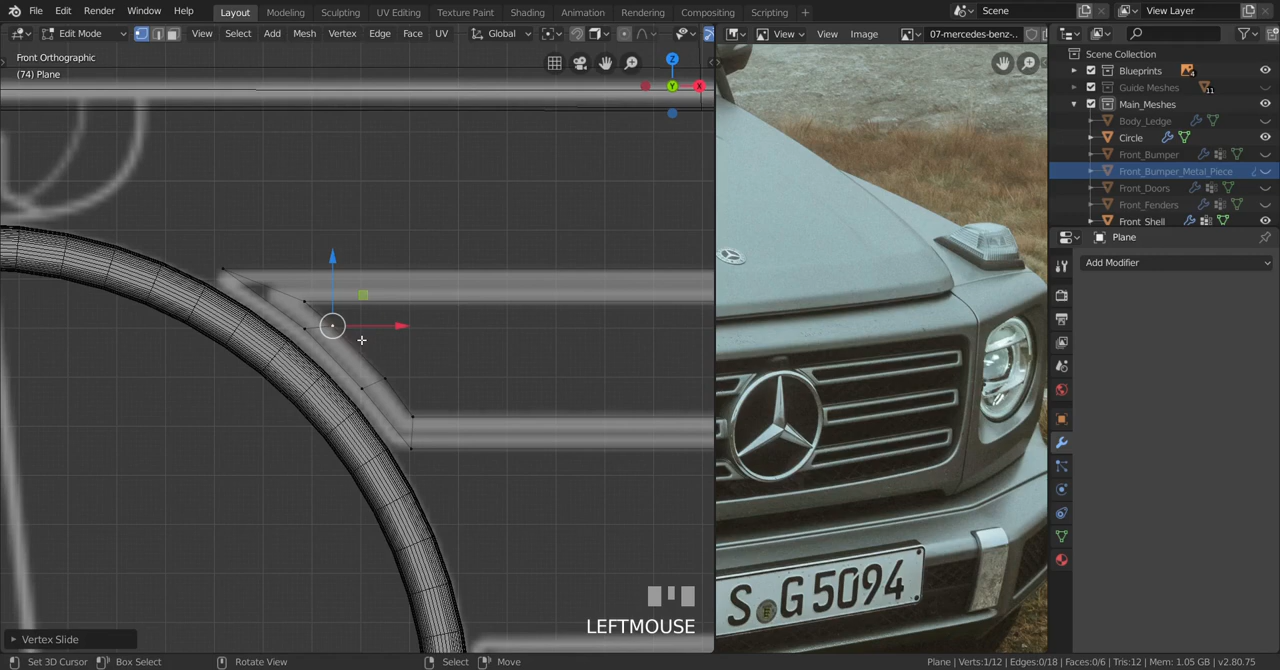 File Edit Render Window Help Layout Modeling Sculpting UV Editing Texture Paint Shading Animation Rendering Compositing Scripting + Scene View Layer
Edit Mode View Select Add Mesh Vertex Edge Face UV Global View View Image 07-mercedes-benz-..
Front Orthographic
(74) Plane
Z
Y
X
Scene Collection
Blueprints 4
Guide Meshes 11
Main_Meshes
Body_Ledge
Circle
Front_Bumper
Front_Bumper_Metal_Piece
Front_Doors
Front_Fenders
Front_Shell
Plane
Add Modifier
S G 5094
LEFTMOUSE
Vertex Slide
Set 3D Cursor Box Select Rotate View Select Move Plane | Verts:1/12 | Edges:0/18 | Faces:0/6 | Tris:12 | Mem: 1.05 GB | v2.80.75